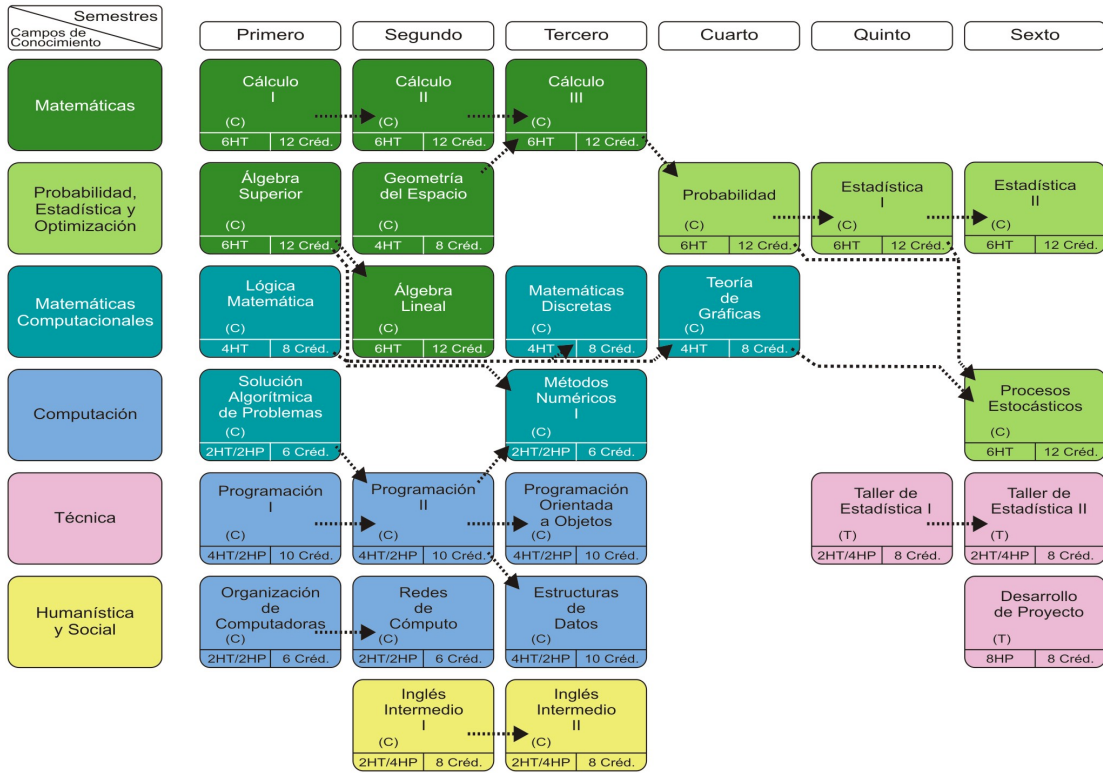 Semestres
Campos de
Conocimiento
Primero
Segundo
Tercero
Cuarto
Quinto
Sexto
Matemáticas
Cálculo
I
(C)
6HT
12 Créd.
Cálculo
II
(C)
6HT
12 Créd.
Cálculo
III
(C)
6HT
12 Créd.
Probabilidad,
Estadística y
Optimización
Álgebra
Superior
(C)
6HT
12 Créd.
Geometría
del Espacio
(C)
4HT
8 Créd.
Probabilidad
(C)
6HT
12 Créd.
Estadística
I
(C)
6HT
12 Créd.
Estadística
II
(C)
6HT
12 Créd.
Matemáticas
Computacionales
Lógica
Matemática
(C)
4HT
8 Créd.
Álgebra
Lineal
(C)
6HT
12 Créd.
Matemáticas
Discretas
(C)
4HT
8 Créd.
Teoría
de
Gráficas
(C)
4HT
8 Créd.
Computación
Solución
Algorítmica
de Problemas
(C)
2HT/2HP
6 Créd.
Métodos
Numéricos
I
(C)
2HT/2HP
6 Créd.
Procesos
Estocásticos
(C)
6HT
12 Créd.
Técnica
Programación
I
(C)
4HT/2HP
10 Créd.
Programación
II
(C)
4HT/2HP
10 Créd.
Programación
Orientada
a Objetos
(C)
4HT/2HP
10 Créd.
Taller de
Estadística I
(T)
2HT/4HP
8 Créd.
Taller de
Estadística II
(T)
2HT/4HP
8 Créd.
Humanística
y Social
Organización
de
Computadoras
(C)
2HT/2HP
6 Créd.
Redes
de
Cómputo
(C)
2HT/2HP
6 Créd.
Estructuras
de
Datos
(C)
4HT/2HP
10 Créd.
Desarrollo
de Proyecto
(T)
8HP
8 Créd.
Inglés
Intermedio
I
(C)
2HT/4HP
8 Créd.
Inglés
Intermedio
II
(C)
2HT/4HP
8 Créd.